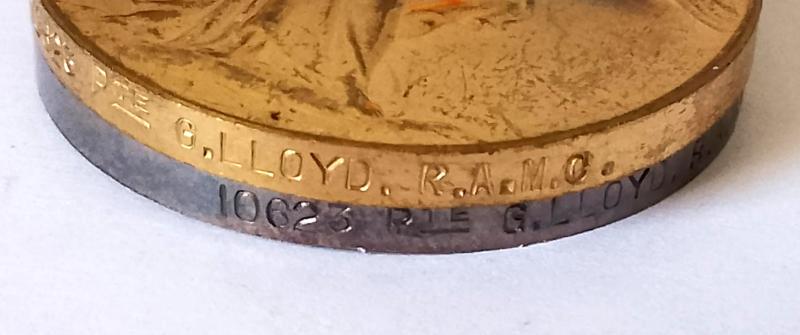 PTE G.LLOYD. R.A.M.C.
10623 PTE G.LLOYD. R.